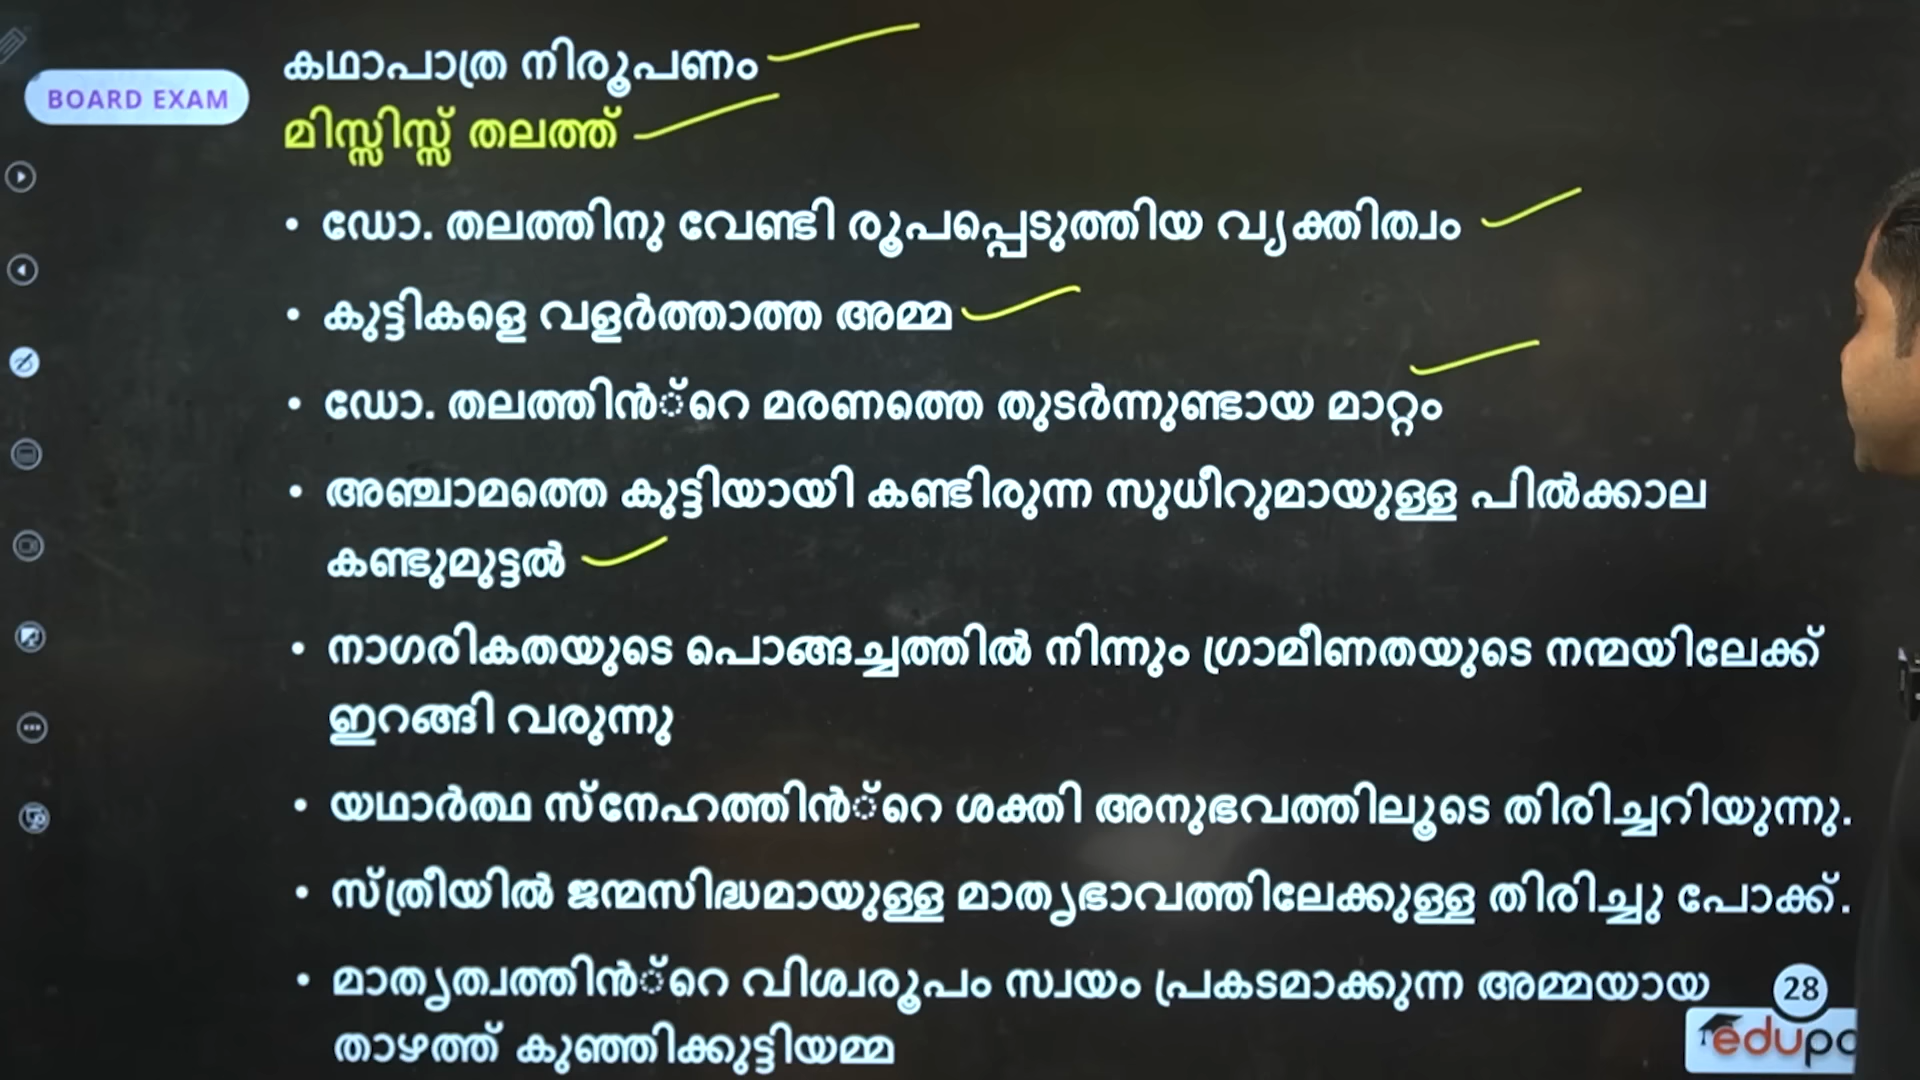 BOARD EXAM
കഥാപാത്ര നിരൂപണം
മിസ്സിസ്സ് തലത്ത്
• ഡോ. തലത്തിനു വേണ്ടി രൂപപ്പെടുത്തിയ വ്യക്തിത്വം
• കുട്ടികളെ വളർത്താത്ത അമ്മ
• ഡോ. തലത്തിൻ്റെ മരണത്തെ തുടർന്നുണ്ടായ മാറ്റം
• അഞ്ചാമത്തെ കുട്ടിയായി കണ്ടിരുന്ന സുധീറുമായുള്ള പിൽക്കാല
കണ്ടുമുട്ടൽ
• നാഗരികതയുടെ പൊങ്ങച്ചത്തിൽ നിന്നും ഗ്രാമീണതയുടെ നന്മയിലേക്ക്
ഇറങ്ങി വരുന്നു
• യഥാർത്ഥ സ്നേഹത്തിൻ്റെ ശക്തി അനുഭവത്തിലൂടെ തിരിച്ചറിയുന്നു.
• സ്ത്രീയിൽ ജന്മസിദ്ധമായുള്ള മാതൃഭാവത്തിലേക്കുള്ള തിരിച്ചു പോക്ക്.
• മാതൃത്വത്തിൻ്റെ വിശ്വരൂപം സ്വയം പ്രകടമാക്കുന്ന അമ്മയായ
താഴത്ത് കുഞ്ഞിക്കുട്ടിയമ്മ
28